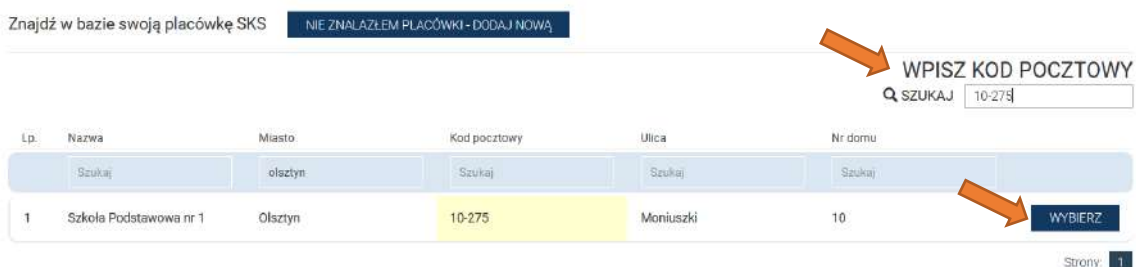 Znajdź w bazie swoją placówkę SKS NIE ZNALAZŁEM PLACÓWKI - DODAJ NOWĄ
WPISZ KOD POCZTOWY
SZUKAJ 10-275
Lp. Nazwa Miasto Kod pocztowy Ulica Nr domu
Szukaj olsztyn Szukaj Szukaj Szukaj
1 Szkoła Podstawowa nr 1 Olsztyn 10-275 Moniuszki 10 WYBIERZ
Strony: 1